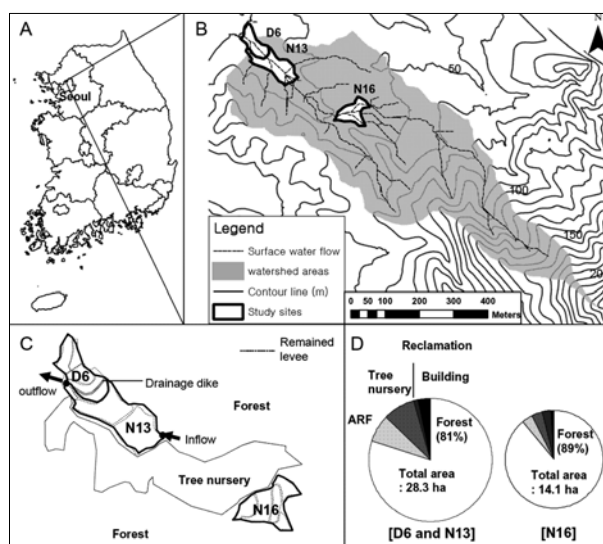 A
Seoul
B
D6
N13
N16
50
100
150
Legend
Surface water flow
watershed areas
Contour line (m)
Study sites
0 50 100 200 300 400
Meters
C
Remained
levee
D6
Drainage dike
outflow
Forest
N13
Inflow
Tree nursery
N16
Forest
D
Reclamation
Tree
nursery
Building
ARF
Forest
(81%)
Total area
: 28.3 ha
[D6 and N13]
Forest
(89%)
Total area
: 14.1 ha
[N16]